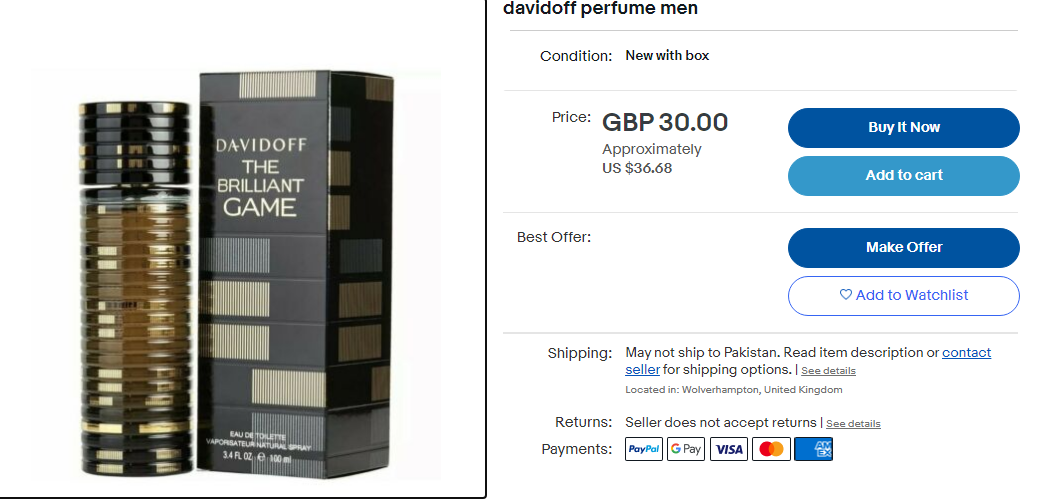 davidoff perfume men
Condition: New with box
Price: GBP 30.00
Approximately
US $36.68
Buy It Now
Add to cart
Best Offer:
Make Offer
Add to Watchlist
Shipping: May not ship to Pakistan. Read item description or contact
seller for shipping options. | See details
Located in: Wolverhampton, United Kingdom
Returns: Seller does not accept returns | See details
Payments: PayPal G Pay VISA AM EX
DAVIDOFF
THE
BRILLIANT
GAME
EAU DE TOILETTE
VAPORISATEUR NATURAL SPRAY
3.4 FL OZ ℮ 100 ml